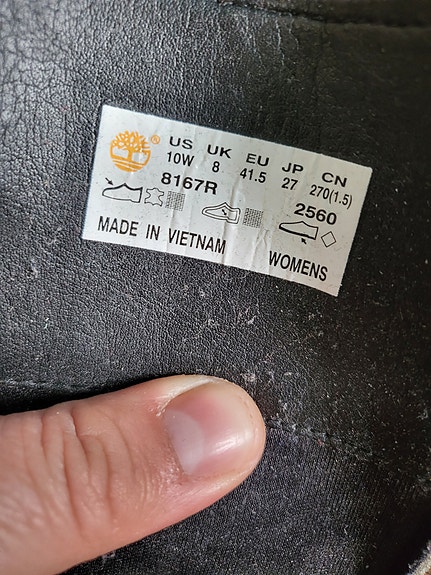 US UK EU JP CN
10W 8 41.5 27 270(1.5)
8167R 2560
MADE IN VIETNAM WOMENS